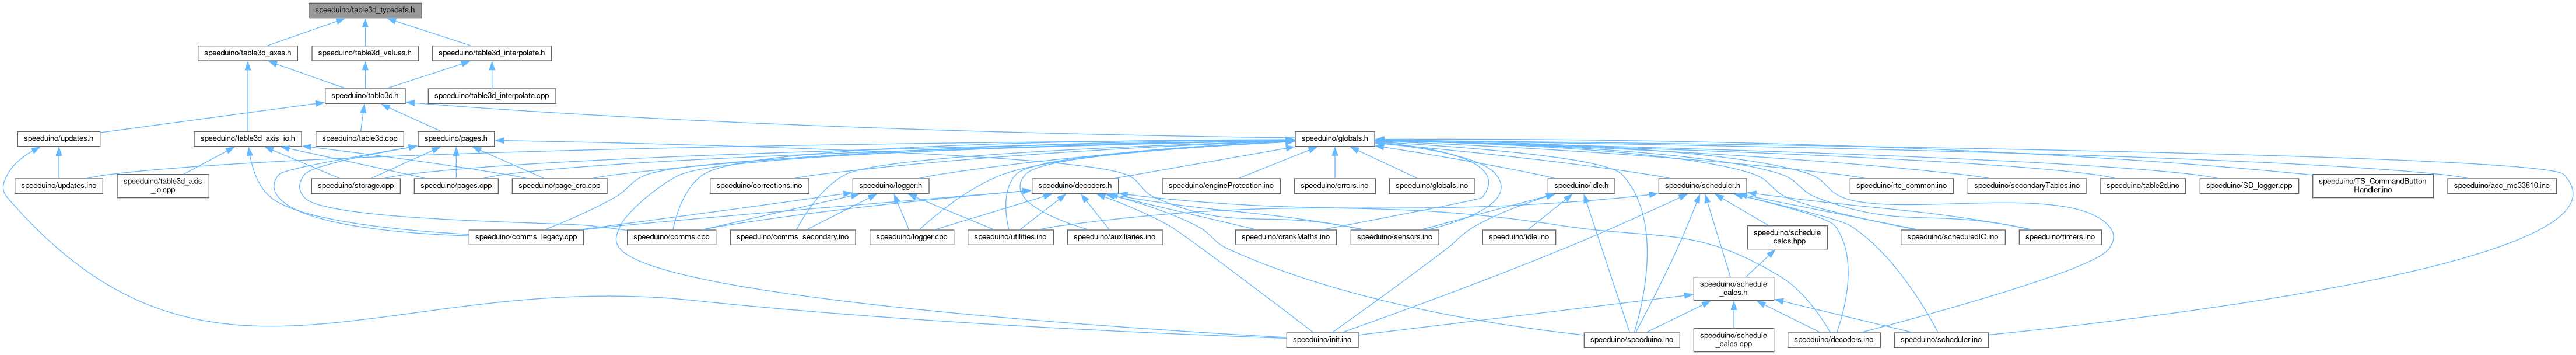 speeduino/table3d_typedefs.h
speeduino/table3d_axes.h
speeduino/table3d_values.h
speeduino/table3d_interpolate.h
speeduino/table3d.h
speeduino/table3d_interpolate.cpp
speeduino/updates.h
speeduino/table3d_axis_io.h
speeduino/table3d.cpp
speeduino/pages.h
speeduino/globals.h
speeduino/updates.ino
speeduino/table3d_axis
_io.cpp
speeduino/storage.cpp
speeduino/pages.cpp
speeduino/page_crc.cpp
speeduino/corrections.ino
speeduino/logger.h
speeduino/decoders.h
speeduino/engineProtection.ino
speeduino/errors.ino
speeduino/globals.ino
speeduino/idle.h
speeduino/scheduler.h
speeduino/rtc_common.ino
speeduino/secondaryTables.ino
speeduino/table2d.ino
speeduino/SD_logger.cpp
speeduino/TS_CommandButton
Handler.ino
speeduino/acc_mc33810.ino
speeduino/comms_legacy.cpp
speeduino/comms.cpp
speeduino/comms_secondary.ino
speeduino/logger.cpp
speeduino/utilities.ino
speeduino/auxiliaries.ino
speeduino/crankMaths.ino
speeduino/sensors.ino
speeduino/idle.ino
speeduino/schedule
_calcs.hpp
speeduino/scheduledIO.ino
speeduino/timers.ino
speeduino/schedule
_calcs.h
speeduino/init.ino
speeduino/speeduino.ino
speeduino/schedule
_calcs.cpp
speeduino/decoders.ino
speeduino/scheduler.ino